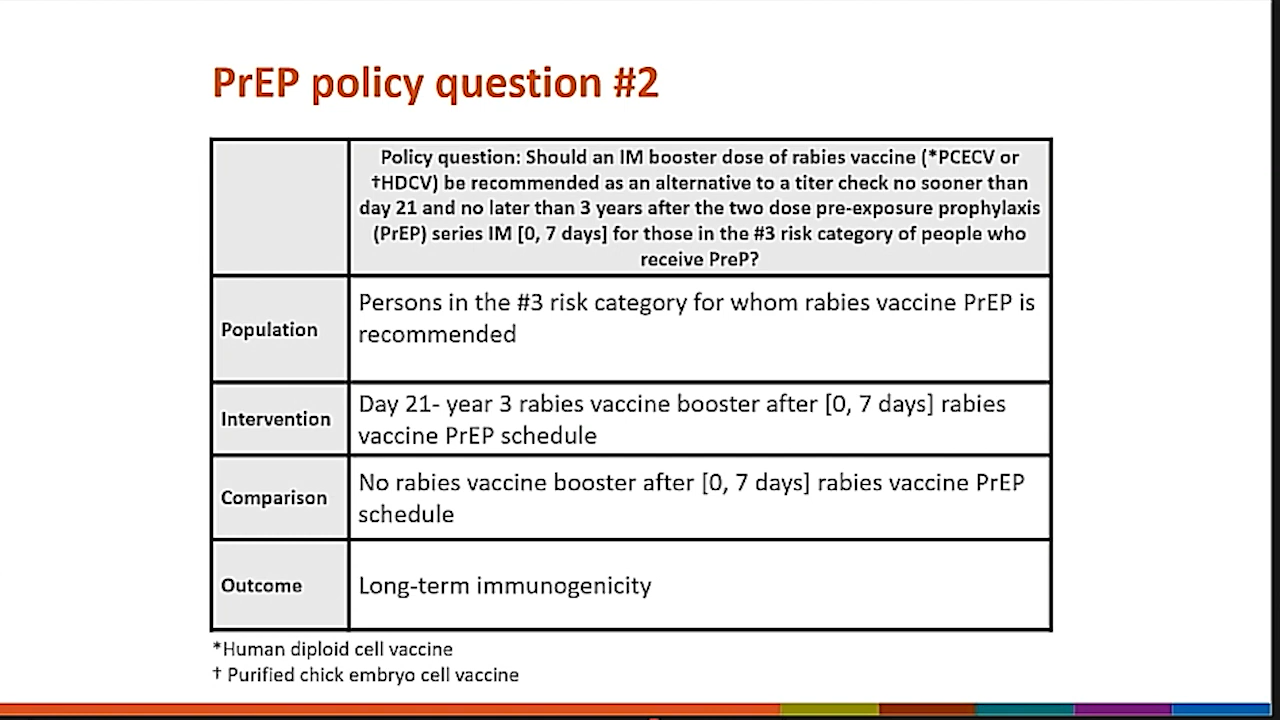 PrEP policy question #2
Policy question: Should an IM booster dose of rabies vaccine (*PCECV or
†HDCV) be recommended as an alternative to a titer check no sooner than
day 21 and no later than 3 years after the two dose pre-exposure prophylaxis
(PrEP) series IM [0, 7 days] for those in the #3 risk category of people who
receive PreP?
Population
Persons in the #3 risk category for whom rabies vaccine PrEP is
recommended
Intervention
Day 21- year 3 rabies vaccine booster after [0, 7 days] rabies
vaccine PrEP schedule
Comparison
No rabies vaccine booster after [0, 7 days] rabies vaccine PrEP
schedule
Outcome
Long-term immunogenicity
*Human diploid cell vaccine
† Purified chick embryo cell vaccine